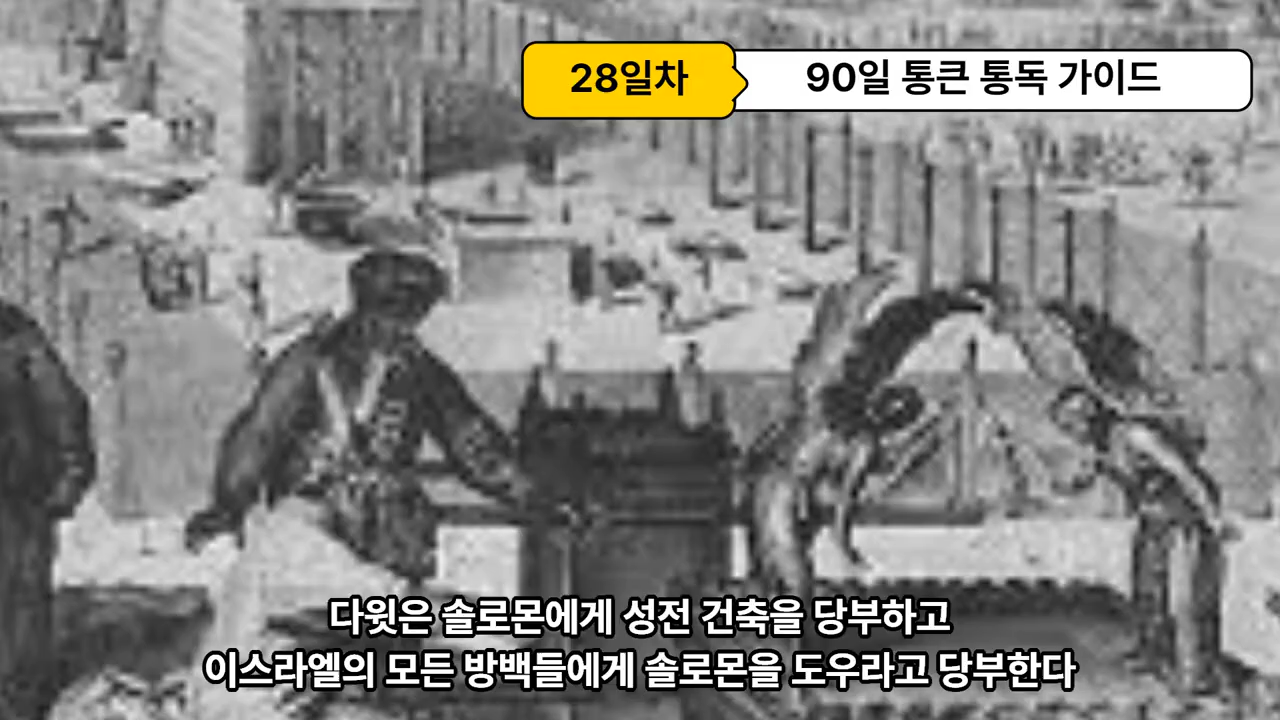 28일차
90일 통큰 통독 가이드
다윗은 솔로몬에게 성전 건축을 당부하고
이스라엘의 모든 방백들에게 솔로몬을 도우라고 당부한다